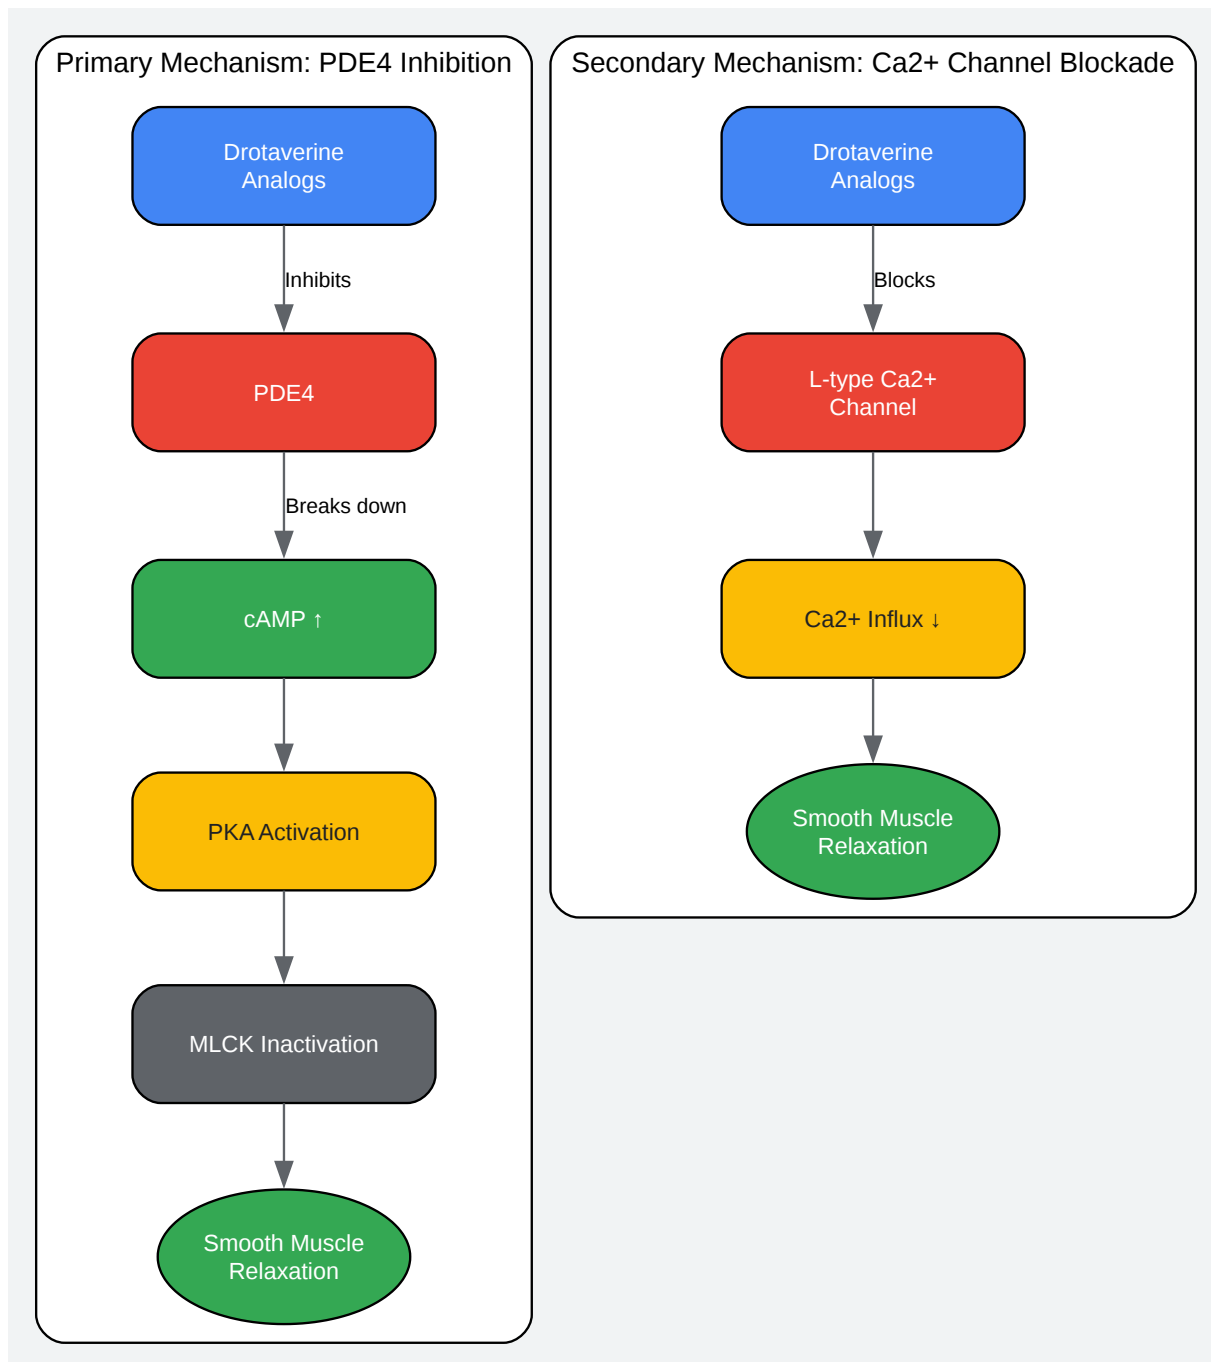 Primary Mechanism: PDE4 Inhibition
Drotaverine
Analogs
Inhibits
PDE4
Breaks down
cAMP ↑
PKA Activation
MLCK Inactivation
Smooth Muscle
Relaxation
Secondary Mechanism: Ca2+ Channel Blockade
Drotaverine
Analogs
Blocks
L-type Ca2+
Channel
Ca2+ Influx ↓
Smooth Muscle
Relaxation